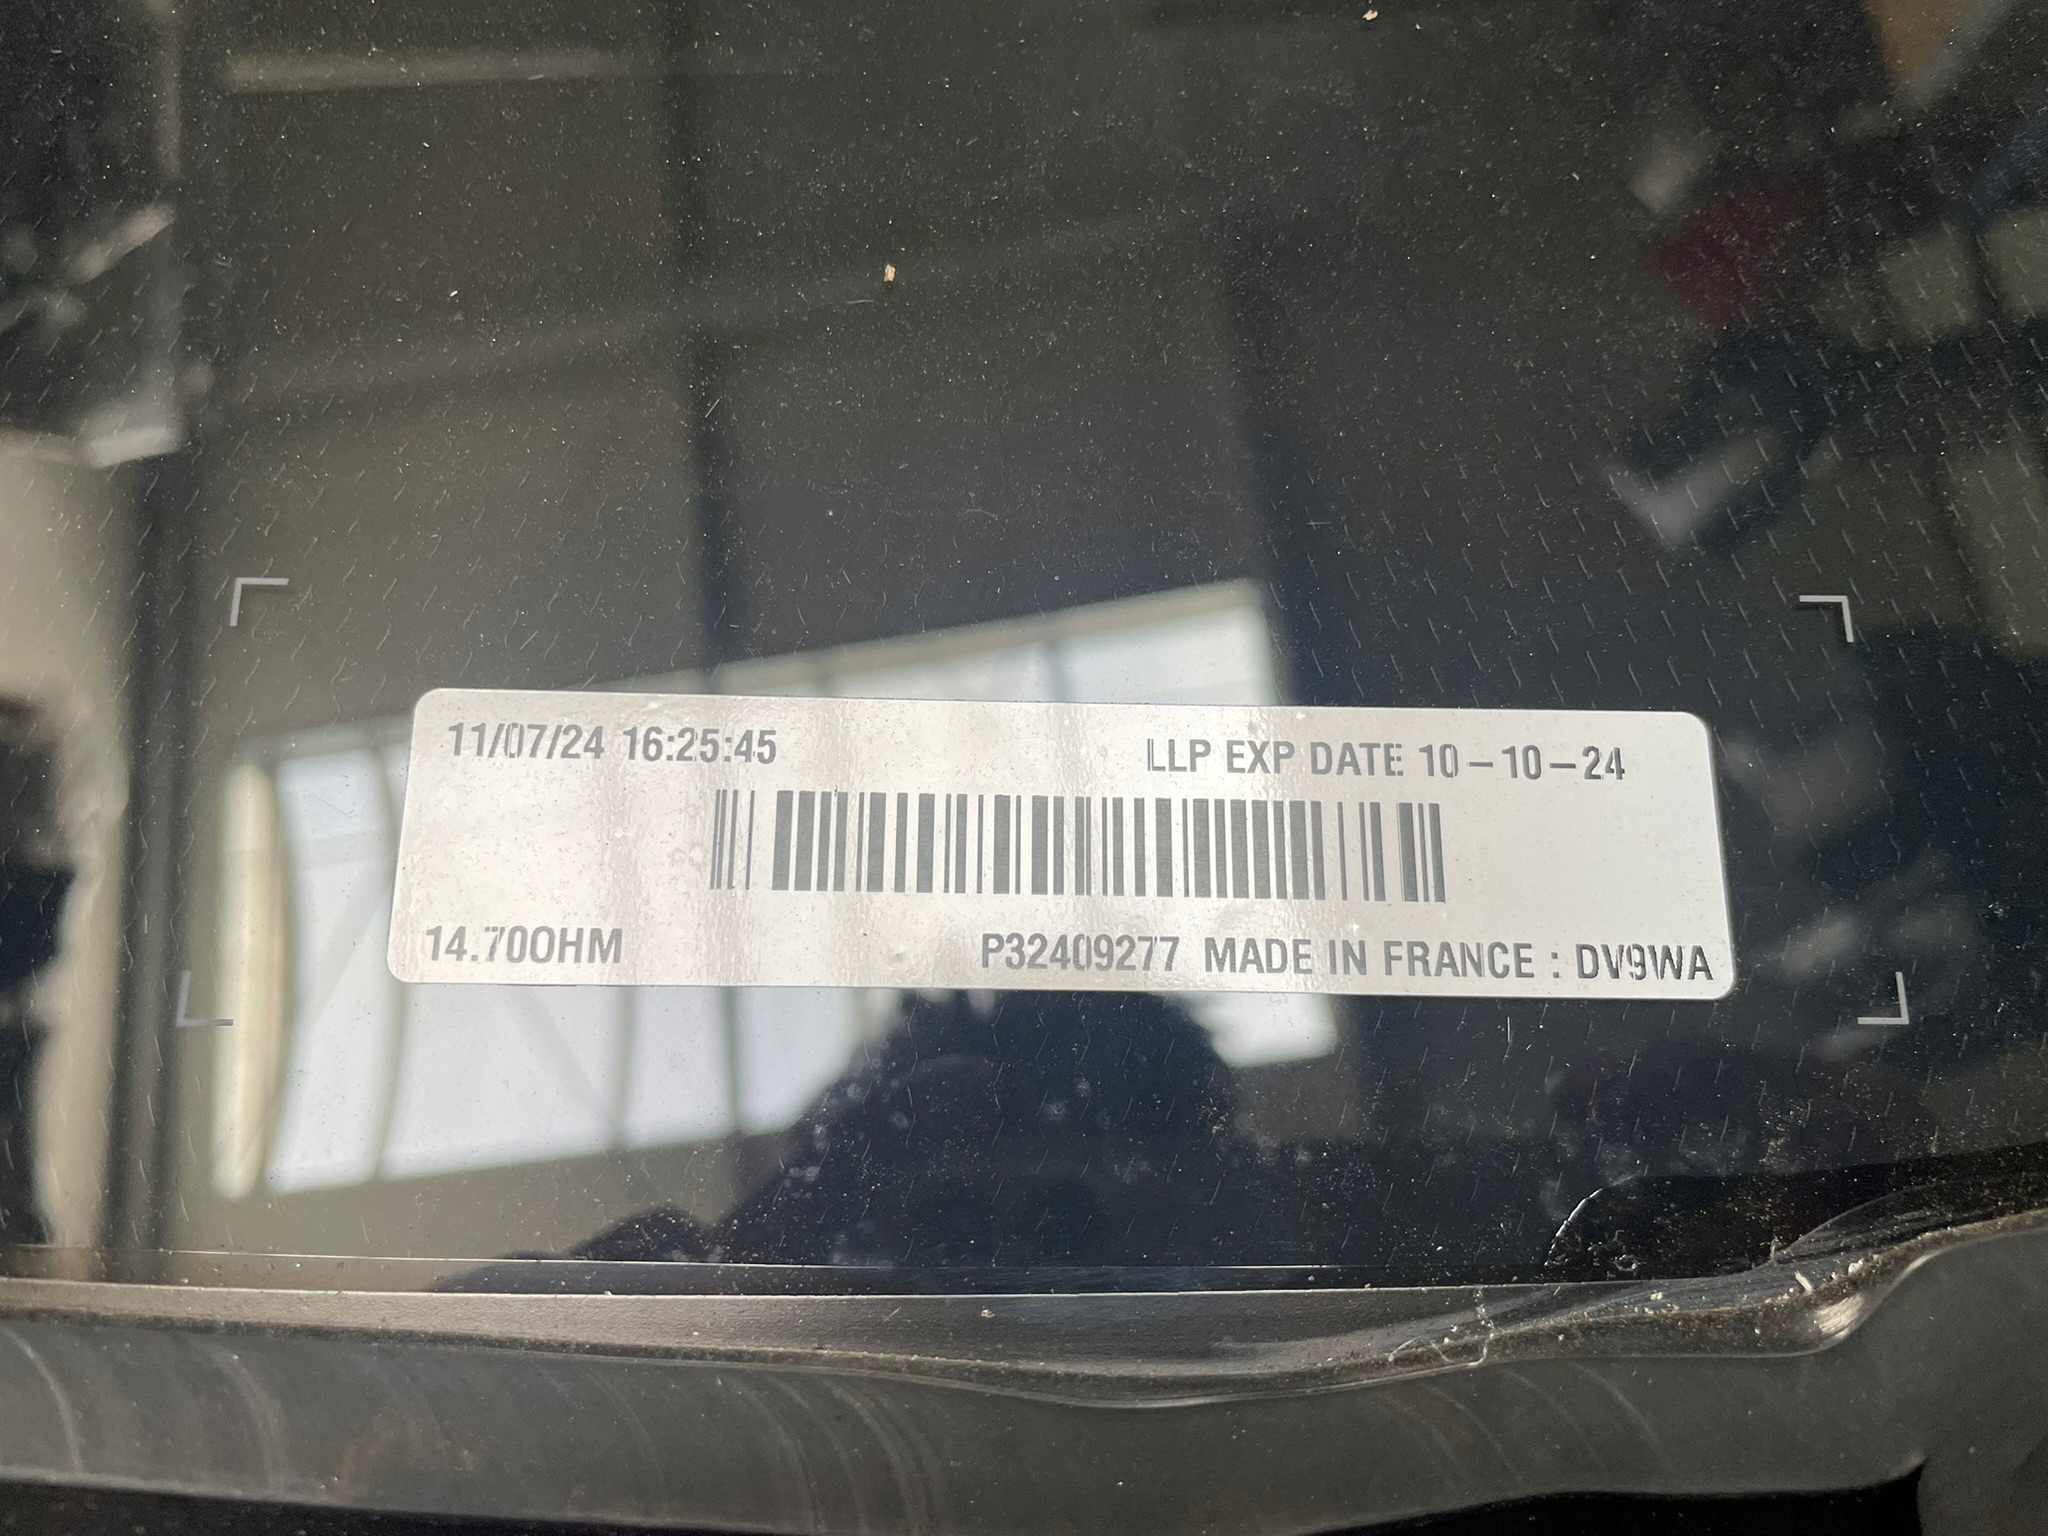 11/07/24 16:25:45
LLP EXP DATE 10-10-24
14.70OHM
P32409277 MADE IN FRANCE : DV9WA